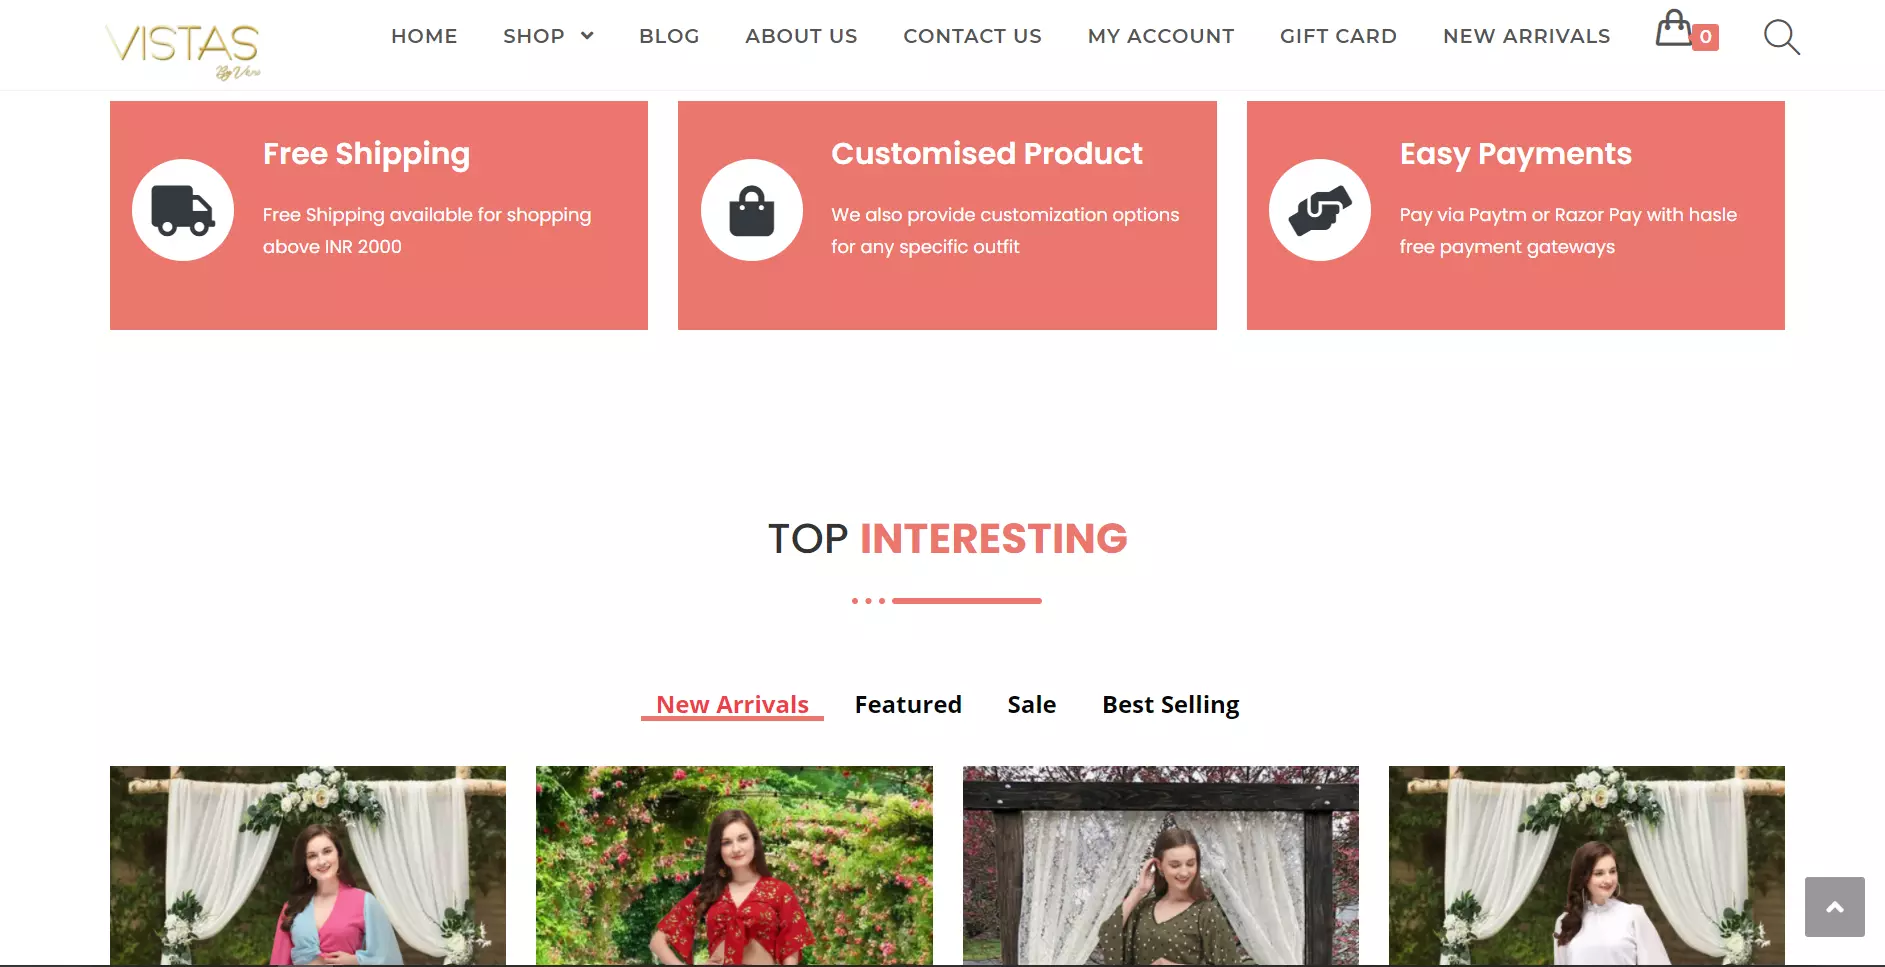 VISTAS
By Vera
HOME SHOP BLOG ABOUT US CONTACT US MY ACCOUNT GIFT CARD NEW ARRIVALS 0
Free Shipping
Free Shipping available for shopping
above INR 2000
Customised Product
We also provide customization options
for any specific outfit
Easy Payments
Pay via Paytm or Razor Pay with hasle
free payment gateways
TOP INTERESTING
New Arrivals Featured Sale Best Selling